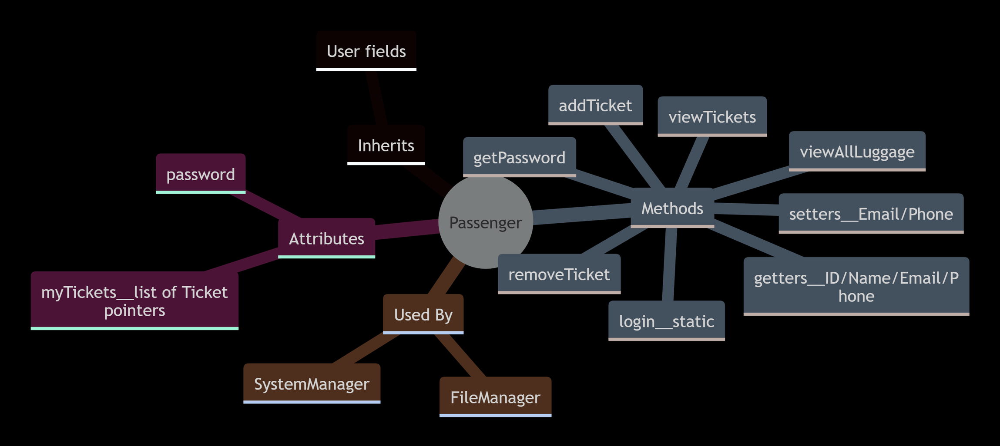 User fields
addTicket
viewTickets
Inherits
getPassword
viewAllLuggage
password
Methods
setters__Email/Phone
Passenger
Attributes
removeTicket
getters__ID/Name/Email/P
hone
myTickets__list of Ticket
pointers
Used By
login__static
SystemManager
FileManager